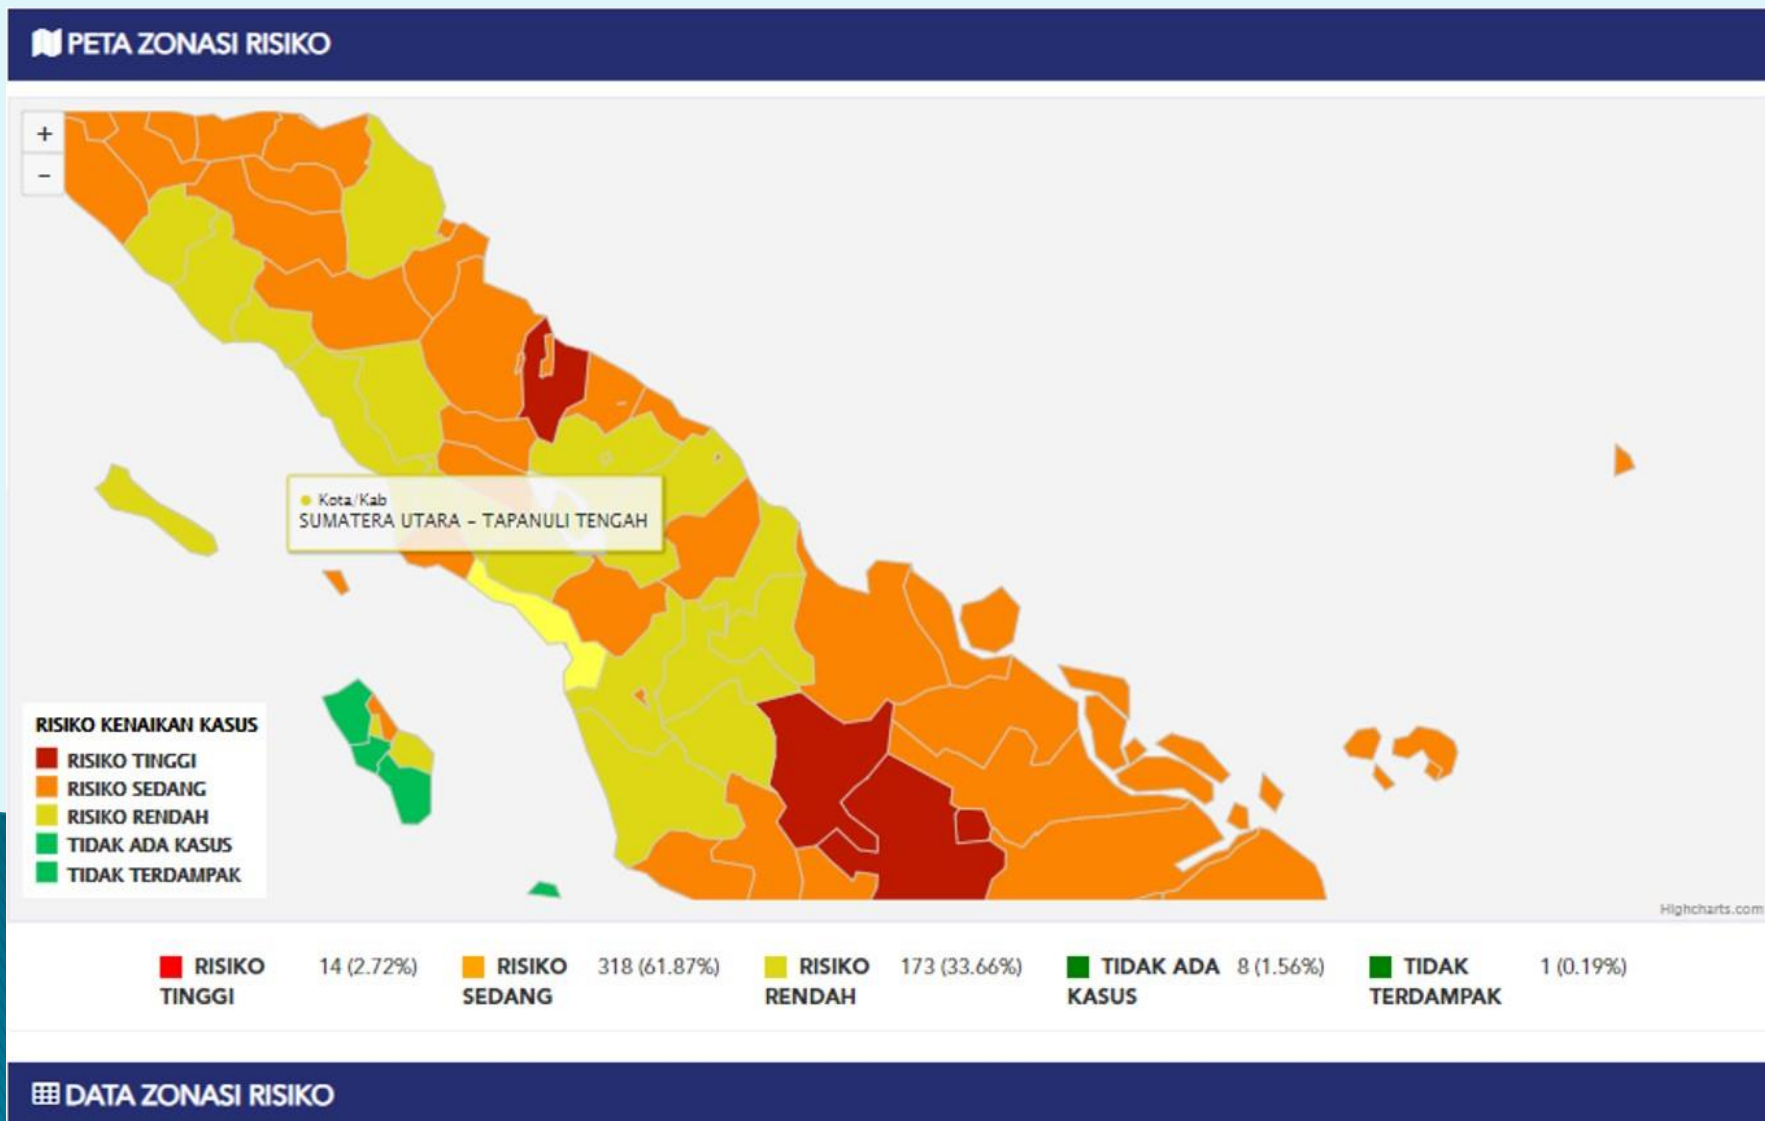 PETA ZONASI RISIKO
+
-
Kota/Kab
SUMATERA UTARA - TAPANULI TENGAH
RISIKO KENAIKAN KASUS
RISIKO TINGGI
RISIKO SEDANG
RISIKO RENDAH
TIDAK ADA KASUS
TIDAK TERDAMPAK
Highcharts.com
RISIKO TINGGI 14 (2.72%)
RISIKO SEDANG 318 (61.87%)
RISIKO RENDAH 173 (33.66%)
TIDAK ADA KASUS 8 (1.56%)
TIDAK TERDAMPAK 1 (0.19%)
DATA ZONASI RISIKO